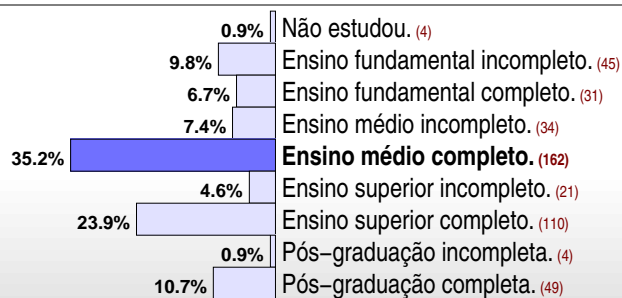 0.9% Não estudou. (4)
9.8% Ensino fundamental incompleto. (45)
6.7% Ensino fundamental completo. (31)
7.4% Ensino médio incompleto. (34)
35.2% Ensino médio completo. (162)
4.6% Ensino superior incompleto. (21)
23.9% Ensino superior completo. (110)
0.9% Pós−graduação incompleta. (4)
10.7% Pós−graduação completa. (49)